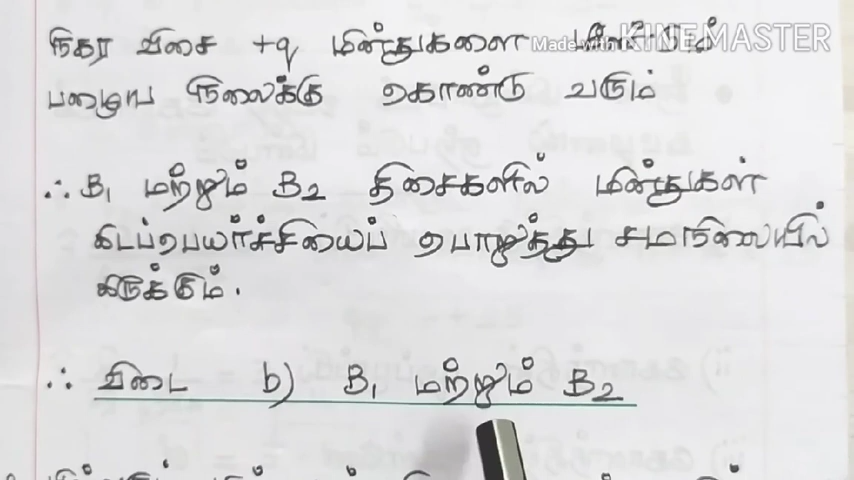 நிகர விசை +q மின்துகளை மீண்டும்
Made with KINEMASTER
பழைய நிலைக்கு கொண்டு வரும்
∴ B₁ மற்றும் B₂ திசைகளில் மின்துகள்
இடப்பெயர்ச்சியைப் பொறுத்து சமநிலையில்
இருக்கும்.
∴ விடை b) B₁ மற்றும் B₂